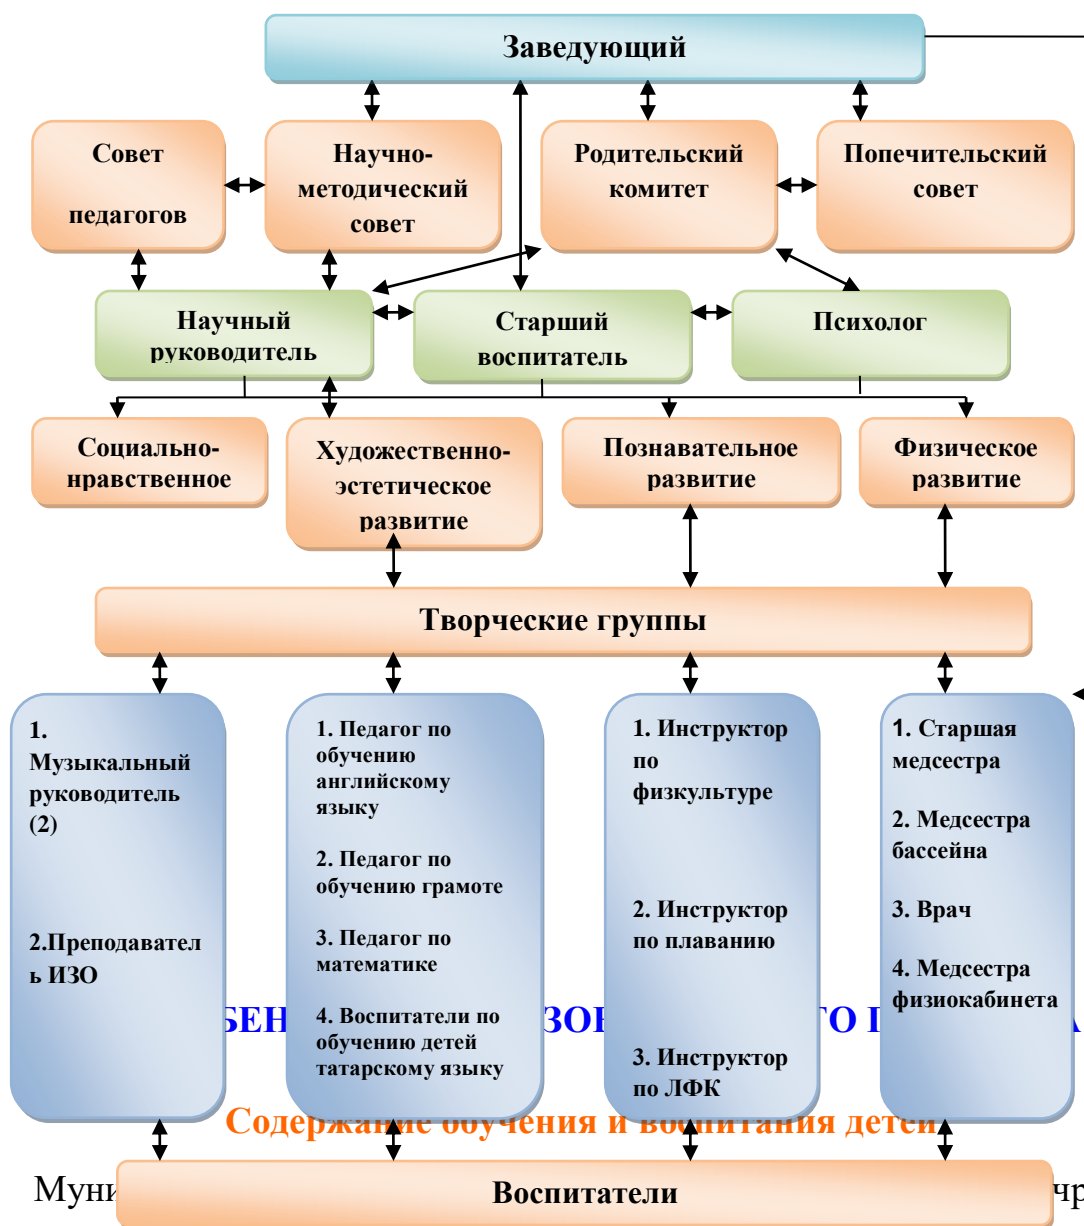 Заведующий
Совет
педагогов
Научно-
методический
совет
Родительский
комитет
Попечительский
совет
Научный
руководитель
Старший
воспитатель
Психолог
Социально-
нравственное
Художественно-
эстетическое
развитие
Познавательное
развитие
Физическое
развитие
Творческие группы
1.
Музыкальный
руководитель
(2)
2.Преподавател
ь ИЗО
1. Педагог по
обучению
английскому
языку
2. Педагог по
обучению грамоте
3. Педагог по
математике
4. Воспитатели по
обучению детей
татарскому языку
1. Инструктор
по
физкультуре
2. Инструктор
по плаванию
3. Инструктор
по ЛФК
1. Старшая
медсестра
2. Медсестра
бассейна
3. Врач
4. Медсестра
физиокабинета
Содержание обучения и воспитания детей
Воспитатели